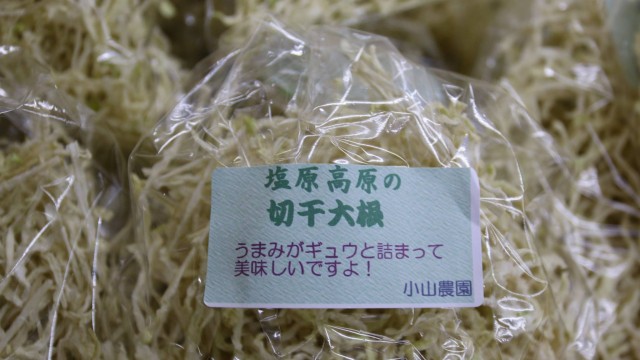 塩原高原の
切干大根
うまみがギュウと詰まって
美味しいですよ！
小山農園